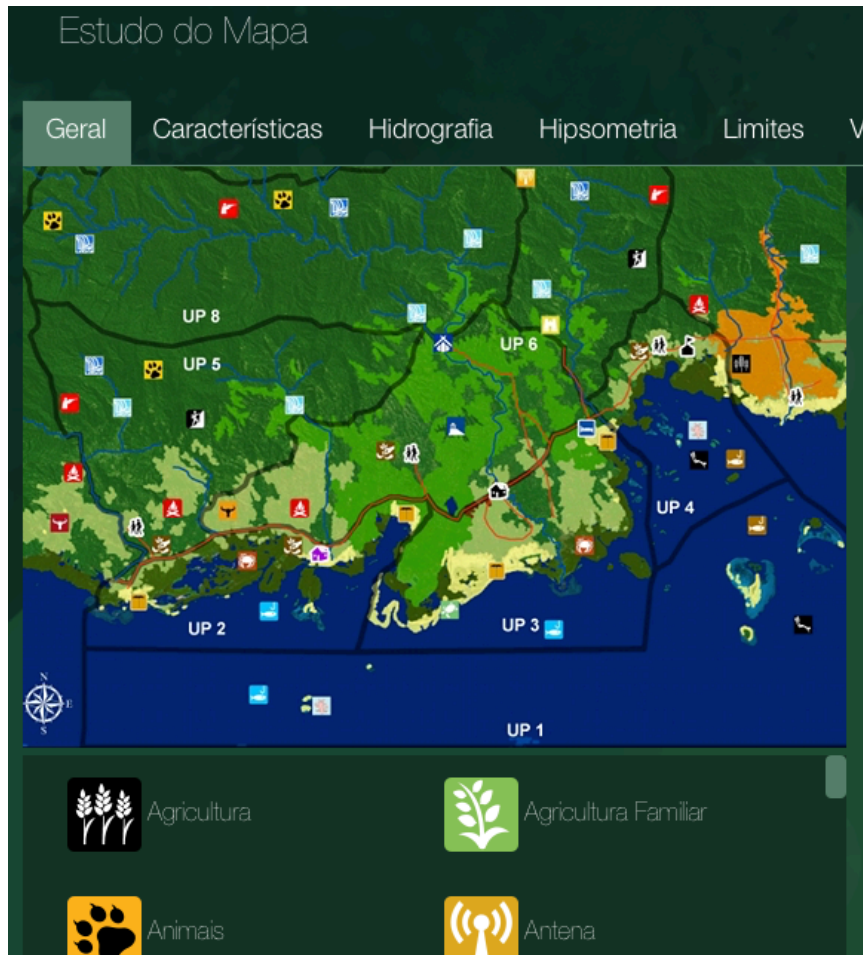 Estudo do Mapa
Geral Características Hidrografia Hipsometria Limites V
UP 8
UP 6
UP 5
UP 4
UP 2
UP 3
UP 1
N
E
S
Agricultura Agricultura Familiar
Animais Antena